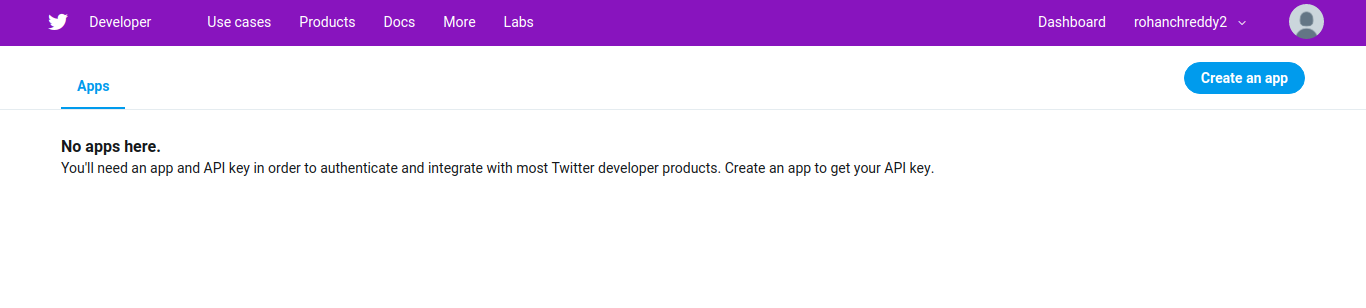 Developer Use cases Products Docs More Labs Dashboard rohanchreddy2
Apps Create an app
No apps here.
You'll need an app and API key in order to authenticate and integrate with most Twitter developer products. Create an app to get your API key.